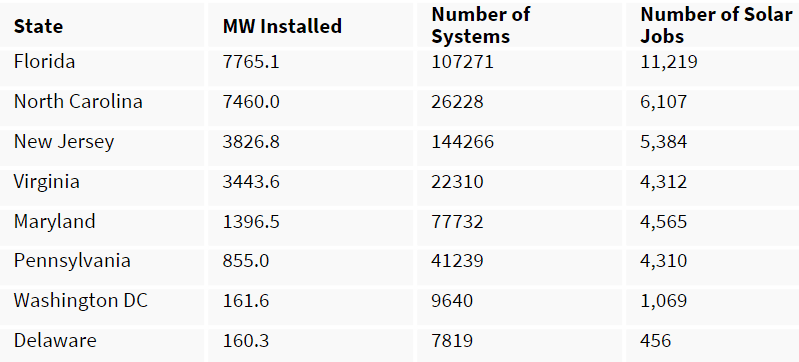 State MW Installed Number of Systems Number of Solar Jobs
Florida 7765.1 107271 11,219
North Carolina 7460.0 26228 6,107
New Jersey 3826.8 144266 5,384
Virginia 3443.6 22310 4,312
Maryland 1396.5 77732 4,565
Pennsylvania 855.0 41239 4,310
Washington DC 161.6 9640 1,069
Delaware 160.3 7819 456